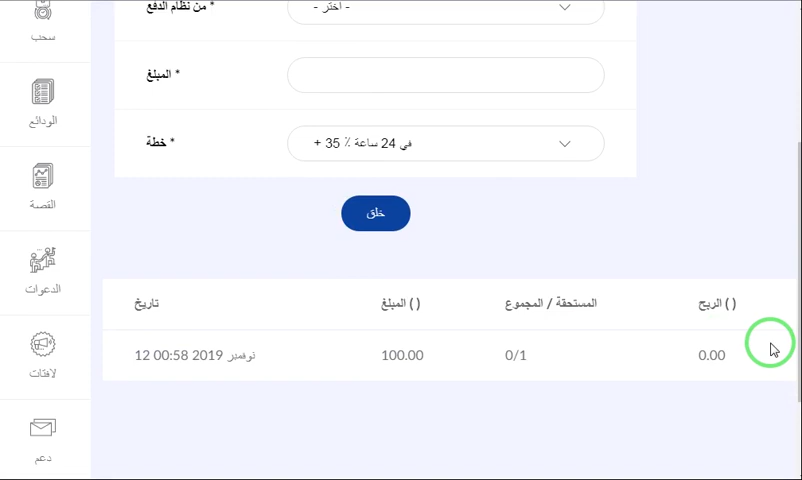 * من نظام الدفع
- اختر -
سحب
* المبلغ
الودائع
* خطة
+ 35 ٪ في 24 ساعة
القصة
خلق
الدعوات
تاريخ
المبلغ ( )
المستحقة / المجموع
الربح ( )
12 نوفمبر 2019 00:58
100.00
0/1
0.00
لافتات
دعم